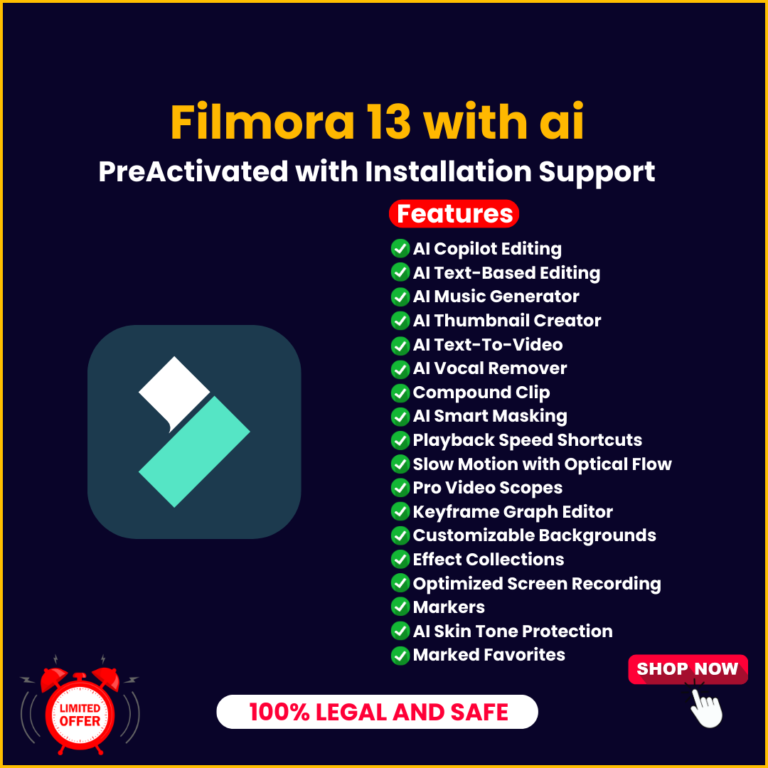 Filmora 13 with ai
PreActivated with Installation Support
Features
AI Copilot Editing
AI Text-Based Editing
AI Music Generator
AI Thumbnail Creator
AI Text-To-Video
AI Vocal Remover
Compound Clip
AI Smart Masking
Playback Speed Shortcuts
Slow Motion with Optical Flow
Pro Video Scopes
Keyframe Graph Editor
Customizable Backgrounds
Effect Collections
Optimized Screen Recording
Markers
AI Skin Tone Protection
Marked Favorites
SHOP NOW
LIMITED
OFFER
100% LEGAL AND SAFE